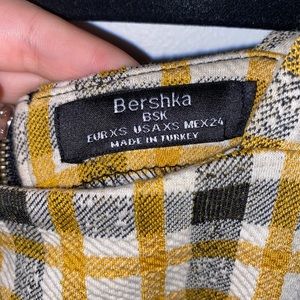 Bershka
BSK
EUR XS USA XS MEX 24
MADE IN TURKEY